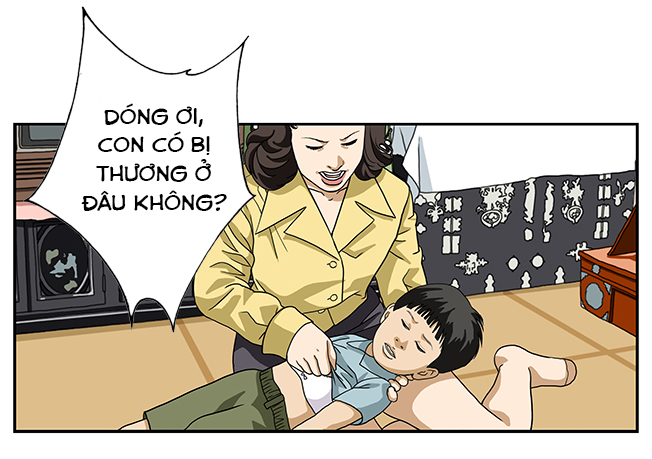 DÓNG ƠI,
CON CÓ BỊ
THƯƠNG Ở
ĐÂU KHÔNG?